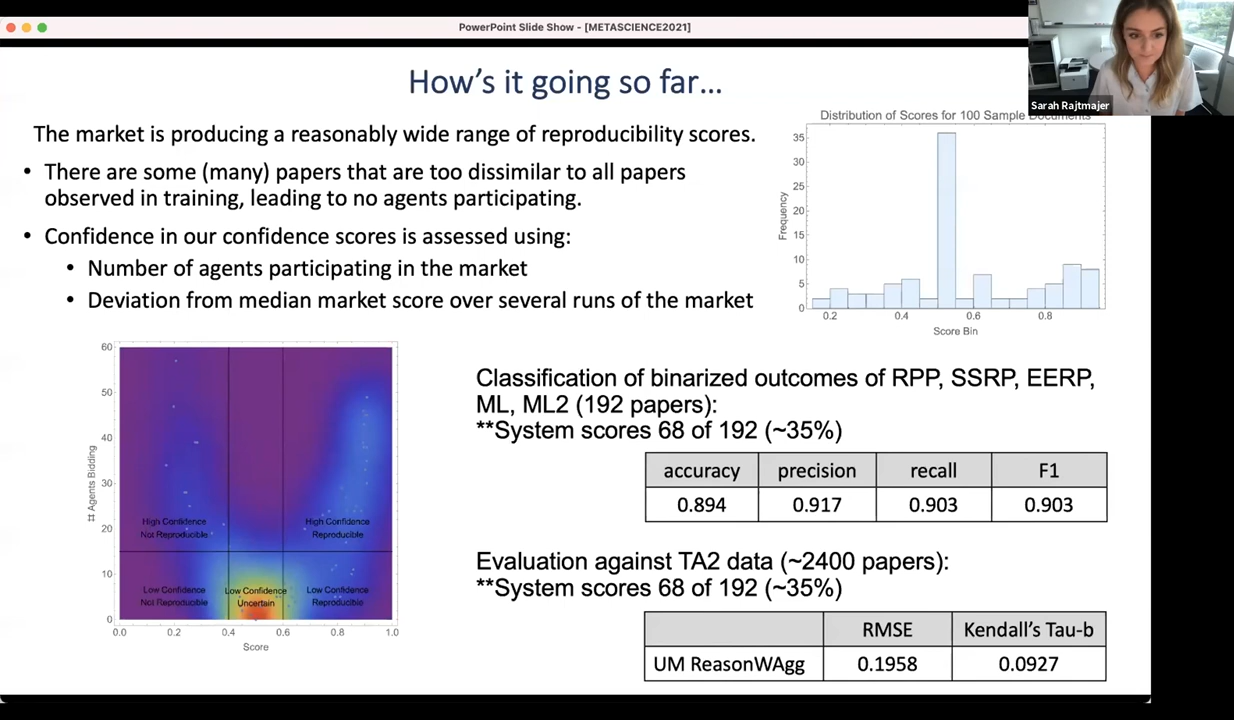 PowerPoint Slide Show - [METASCIENCE2021]
Sarah Rajtmajer
How's it going so far…
The market is producing a reasonably wide range of reproducibility scores.
• There are some (many) papers that are too dissimilar to all papers
observed in training, leading to no agents participating.
• Confidence in our confidence scores is assessed using:
• Number of agents participating in the market
• Deviation from median market score over several runs of the market
Distribution of Scores for 100 Sample Documents
Frequency
35
30
25
20
15
10
5
0
0.2 0.4 0.6 0.8
Score Bin
# Agents Bidding
60
50
40
30
20
10
0
High Confidence
Not Reproducible
High Confidence
Reproducible
Low Confidence
Not Reproducible
Low Confidence
Uncertain
Low Confidence
Reproducible
0.0 0.2 0.4 0.6 0.8 1.0
Score
Classification of binarized outcomes of RPP, SSRP, EERP,
ML, ML2 (192 papers):
**System scores 68 of 192 (~35%)
accuracy precision recall F1
0.894 0.917 0.903 0.903
Evaluation against TA2 data (~2400 papers):
**System scores 68 of 192 (~35%)
RMSE Kendall's Tau-b
UM ReasonWAgg 0.1958 0.0927